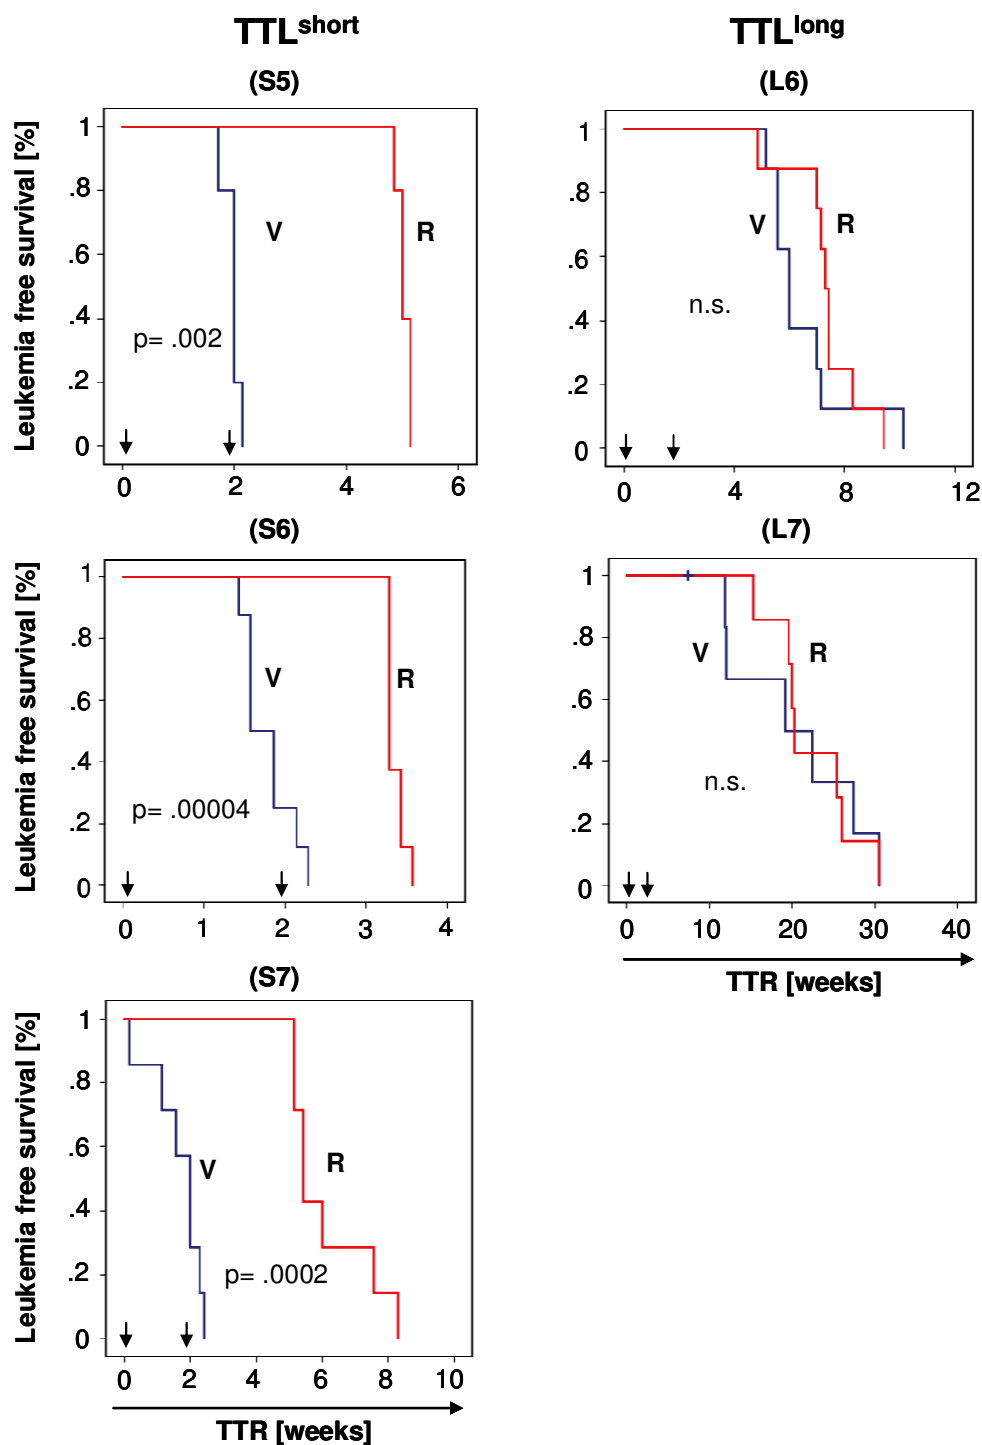 TTLshort
TTLlong
(S5)
Leukemia free survival [%]
1
.8
.6
.4
.2
0
V
R
p= .002
0 2 4 6
(L6)
1
.8
.6
.4
.2
0
V
R
n.s.
0 4 8 12
(S6)
Leukemia free survival [%]
1
.8
.6
.4
.2
0
V
R
p= .00004
0 1 2 3 4
(L7)
1
.8
.6
.4
.2
0
V
R
n.s.
0 10 20 30 40
TTR [weeks]
(S7)
Leukemia free survival [%]
1
.8
.6
.4
.2
0
V
R
p= .0002
0 2 4 6 8 10
TTR [weeks]